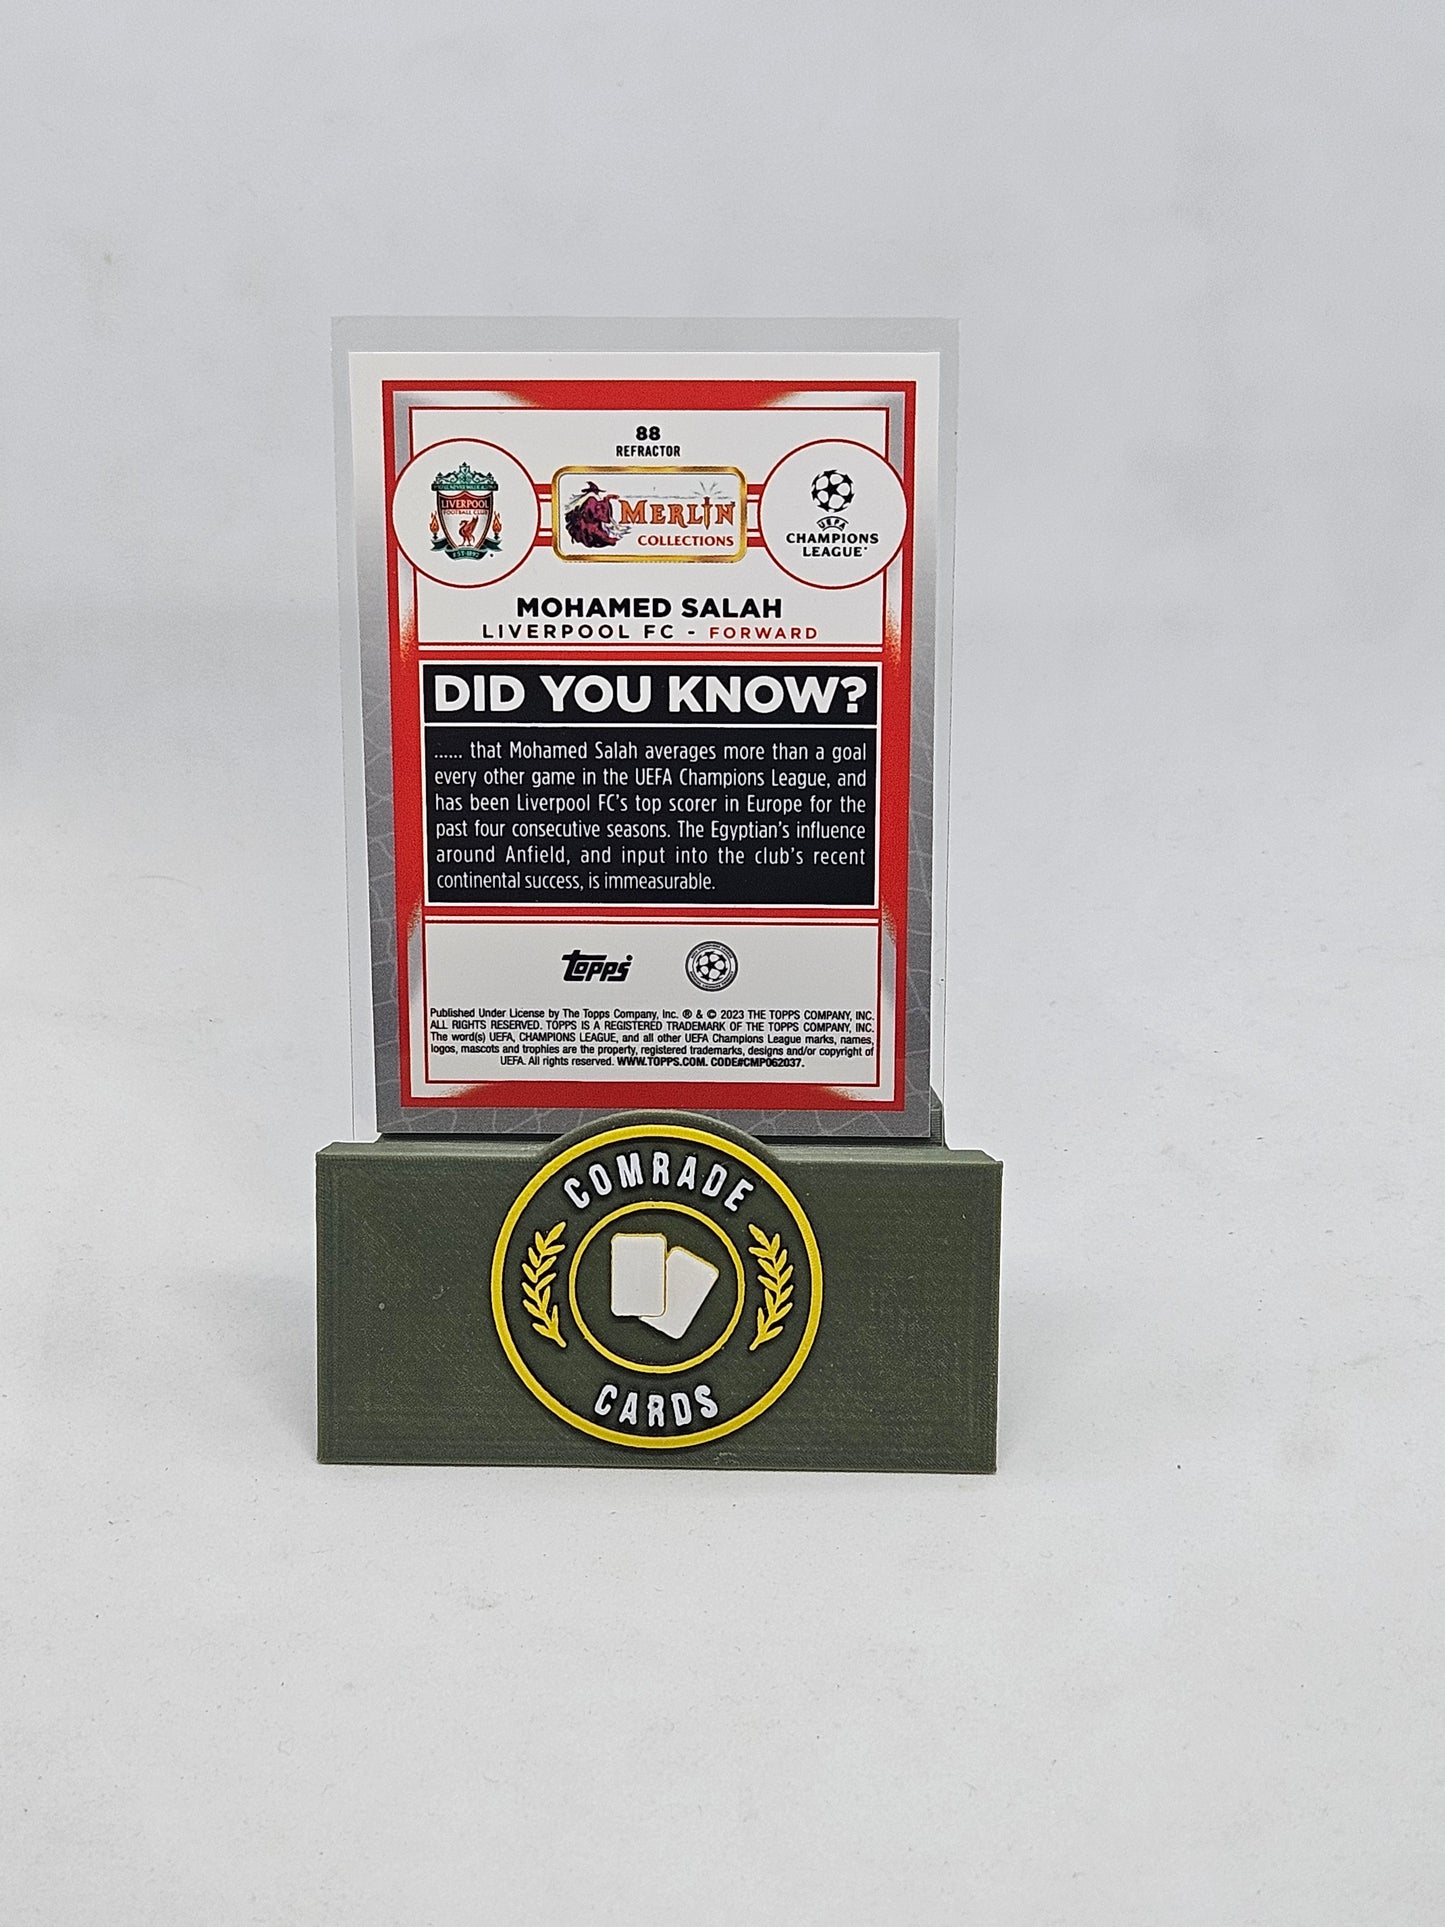 88
REFRACTOR
LIVERPOOL
FOOTBALL CLUB
EST·1892
MERLIN
COLLECTIONS
UEFA
CHAMPIONS
LEAGUE
MOHAMED SALAH
LIVERPOOL FC - FORWARD
DID YOU KNOW?
...... that Mohamed Salah averages more than a goal
every other game in the UEFA Champions League, and
has been Liverpool FC's top scorer in Europe for the
past four consecutive seasons. The Egyptian's influence
around Anfield, and input into the club's recent
continental success, is immeasurable.
topps
Published Under License by The Topps Company, Inc. ® & © 2023 THE TOPPS COMPANY, INC.
ALL RIGHTS RESERVED. TOPPS IS A REGISTERED TRADEMARK OF THE TOPPS COMPANY, INC.
The word(s) UEFA, CHAMPIONS LEAGUE, and all other UEFA Champions League marks, names,
logos, mascots and trophies are the property, registered trademarks, designs and/or copyright of
UEFA. All rights reserved. WWW.TOPPS.COM. CODE#CMP062037.
COMRADE
CARDS